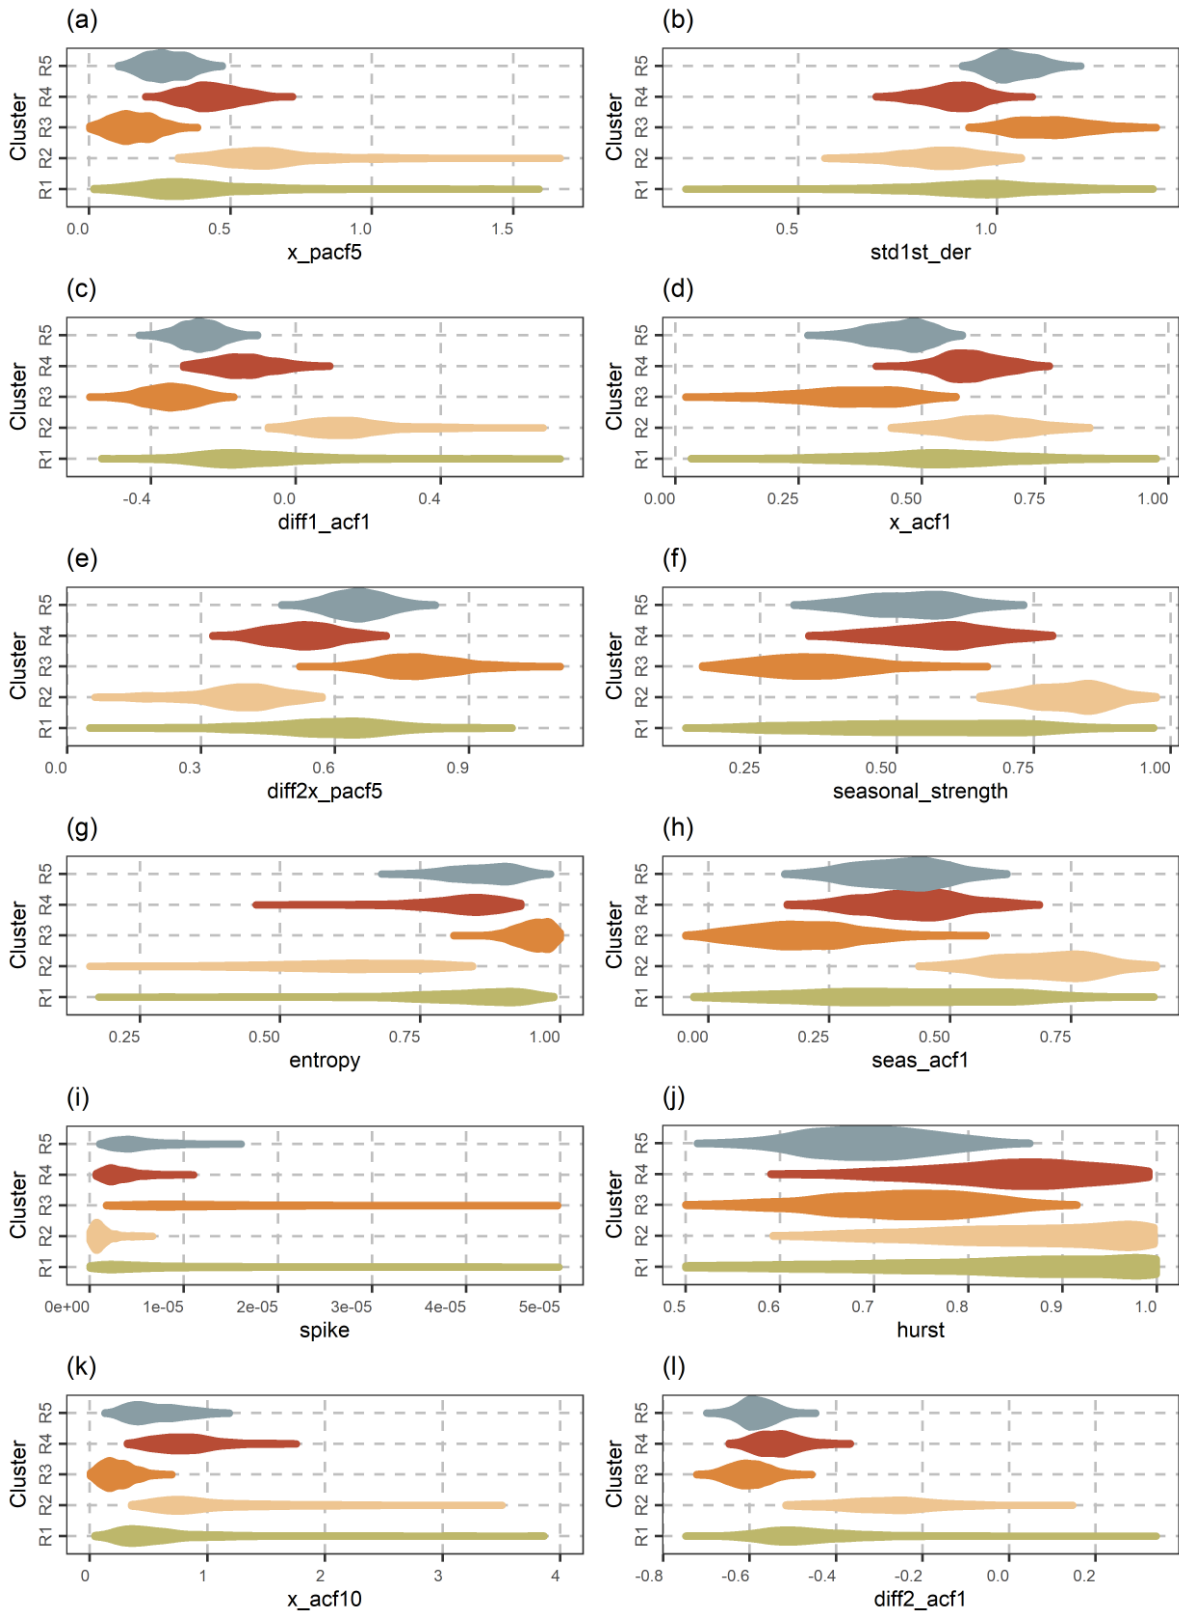 (a)
Cluster
R5
R4
R3
R2
R1
0.0 0.5 1.0 1.5
x_pacf5
(b)
Cluster
R5
R4
R3
R2
R1
0.5 1.0
std1st_der
(c)
Cluster
R5
R4
R3
R2
R1
-0.4 0.0 0.4
diff1_acf1
(d)
Cluster
R5
R4
R3
R2
R1
0.00 0.25 0.50 0.75 1.00
x_acf1
(e)
Cluster
R5
R4
R3
R2
R1
0.0 0.3 0.6 0.9
diff2x_pacf5
(f)
Cluster
R5
R4
R3
R2
R1
0.25 0.50 0.75 1.00
seasonal_strength
(g)
Cluster
R5
R4
R3
R2
R1
0.25 0.50 0.75 1.00
entropy
(h)
Cluster
R5
R4
R3
R2
R1
0.00 0.25 0.50 0.75
seas_acf1
(i)
Cluster
R5
R4
R3
R2
R1
0e+00 1e-05 2e-05 3e-05 4e-05 5e-05
spike
(j)
Cluster
R5
R4
R3
R2
R1
0.5 0.6 0.7 0.8 0.9 1.0
hurst
(k)
Cluster
R5
R4
R3
R2
R1
0 1 2 3 4
x_acf10
(l)
Cluster
R5
R4
R3
R2
R1
-0.8 -0.6 -0.4 -0.2 0.0 0.2
diff2_acf1